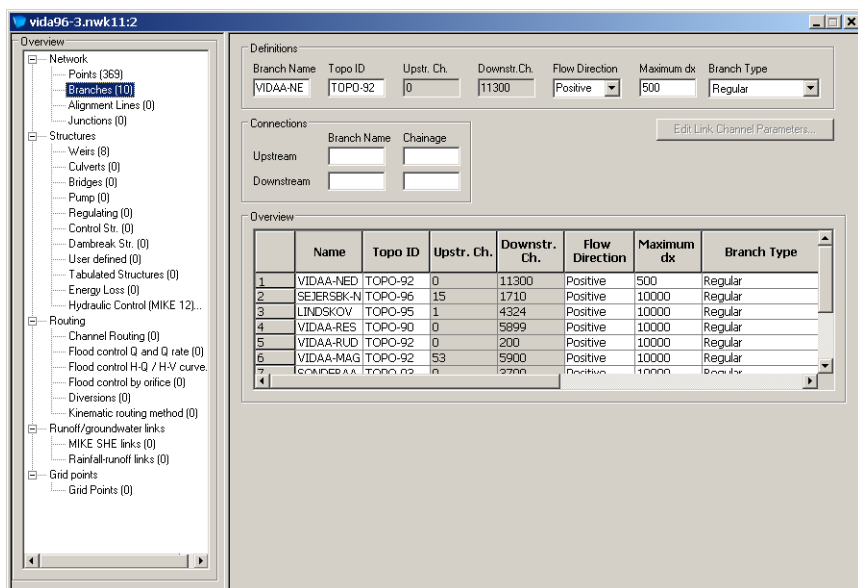 vida96-3.nwk11:2
Overview
Network
Points (369)
Branches (10)
Alignment Lines (0)
Junctions (0)
Structures
Weirs (8)
Culverts (0)
Bridges (0)
Pump (0)
Regulating (0)
Control Str. (0)
Dambreak Str. (0)
User defined (0)
Tabulated Structures (0)
Energy Loss (0)
Hydraulic Control (MIKE 12)...
Routing
Channel Routing (0)
Flood control Q and Q rate (0)
Flood control H-Q / H-V curve.
Flood control by orifice (0)
Diversions (0)
Kinematic routing method (0)
Runoff/groundwater links
MIKE SHE links (0)
Rainfall-runoff links (0)
Grid points
Grid Points (0)
Definitions
Branch Name Topo ID Upstr. Ch. Downstr.Ch. Flow Direction Maximum dx Branch Type
VIDAA-NE TOPO-92 0 11300 Positive 500 Regular
Connections
Branch Name Chainage
Upstream
Downstream
Edit Link Channel Parameters...
Overview
Name Topo ID Upstr. Ch. Downstr. Ch. Flow Direction Maximum dx Branch Type
1 VIDAA-NED TOPO-92 0 11300 Positive 500 Regular
2 SEJERSBK-N TOPO-96 15 1710 Positive 10000 Regular
3 LINDSKOV TOPO-95 1 4324 Positive 10000 Regular
4 VIDAA-RES TOPO-90 0 5899 Positive 10000 Regular
5 VIDAA-RUD TOPO-92 0 200 Positive 10000 Regular
6 VIDAA-MAG TOPO-92 53 5900 Positive 10000 Regular
7 SONDERAA TOPO-93 0 3700 Positive 10000 Regular